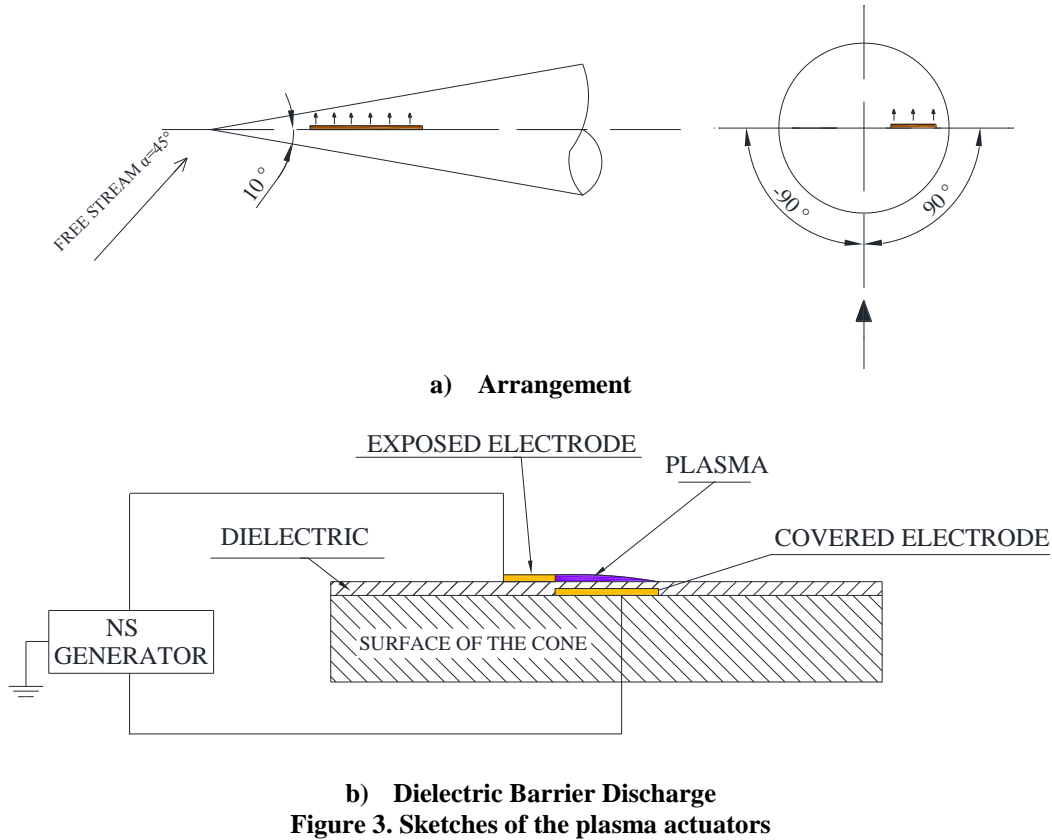 FREE STREAM α=45°
10°
-90°
90°
a) Arrangement
EXPOSED ELECTRODE
PLASMA
DIELECTRIC
COVERED ELECTRODE
NS
GENERATOR
SURFACE OF THE CONE
b) Dielectric Barrier Discharge
Figure 3. Sketches of the plasma actuators